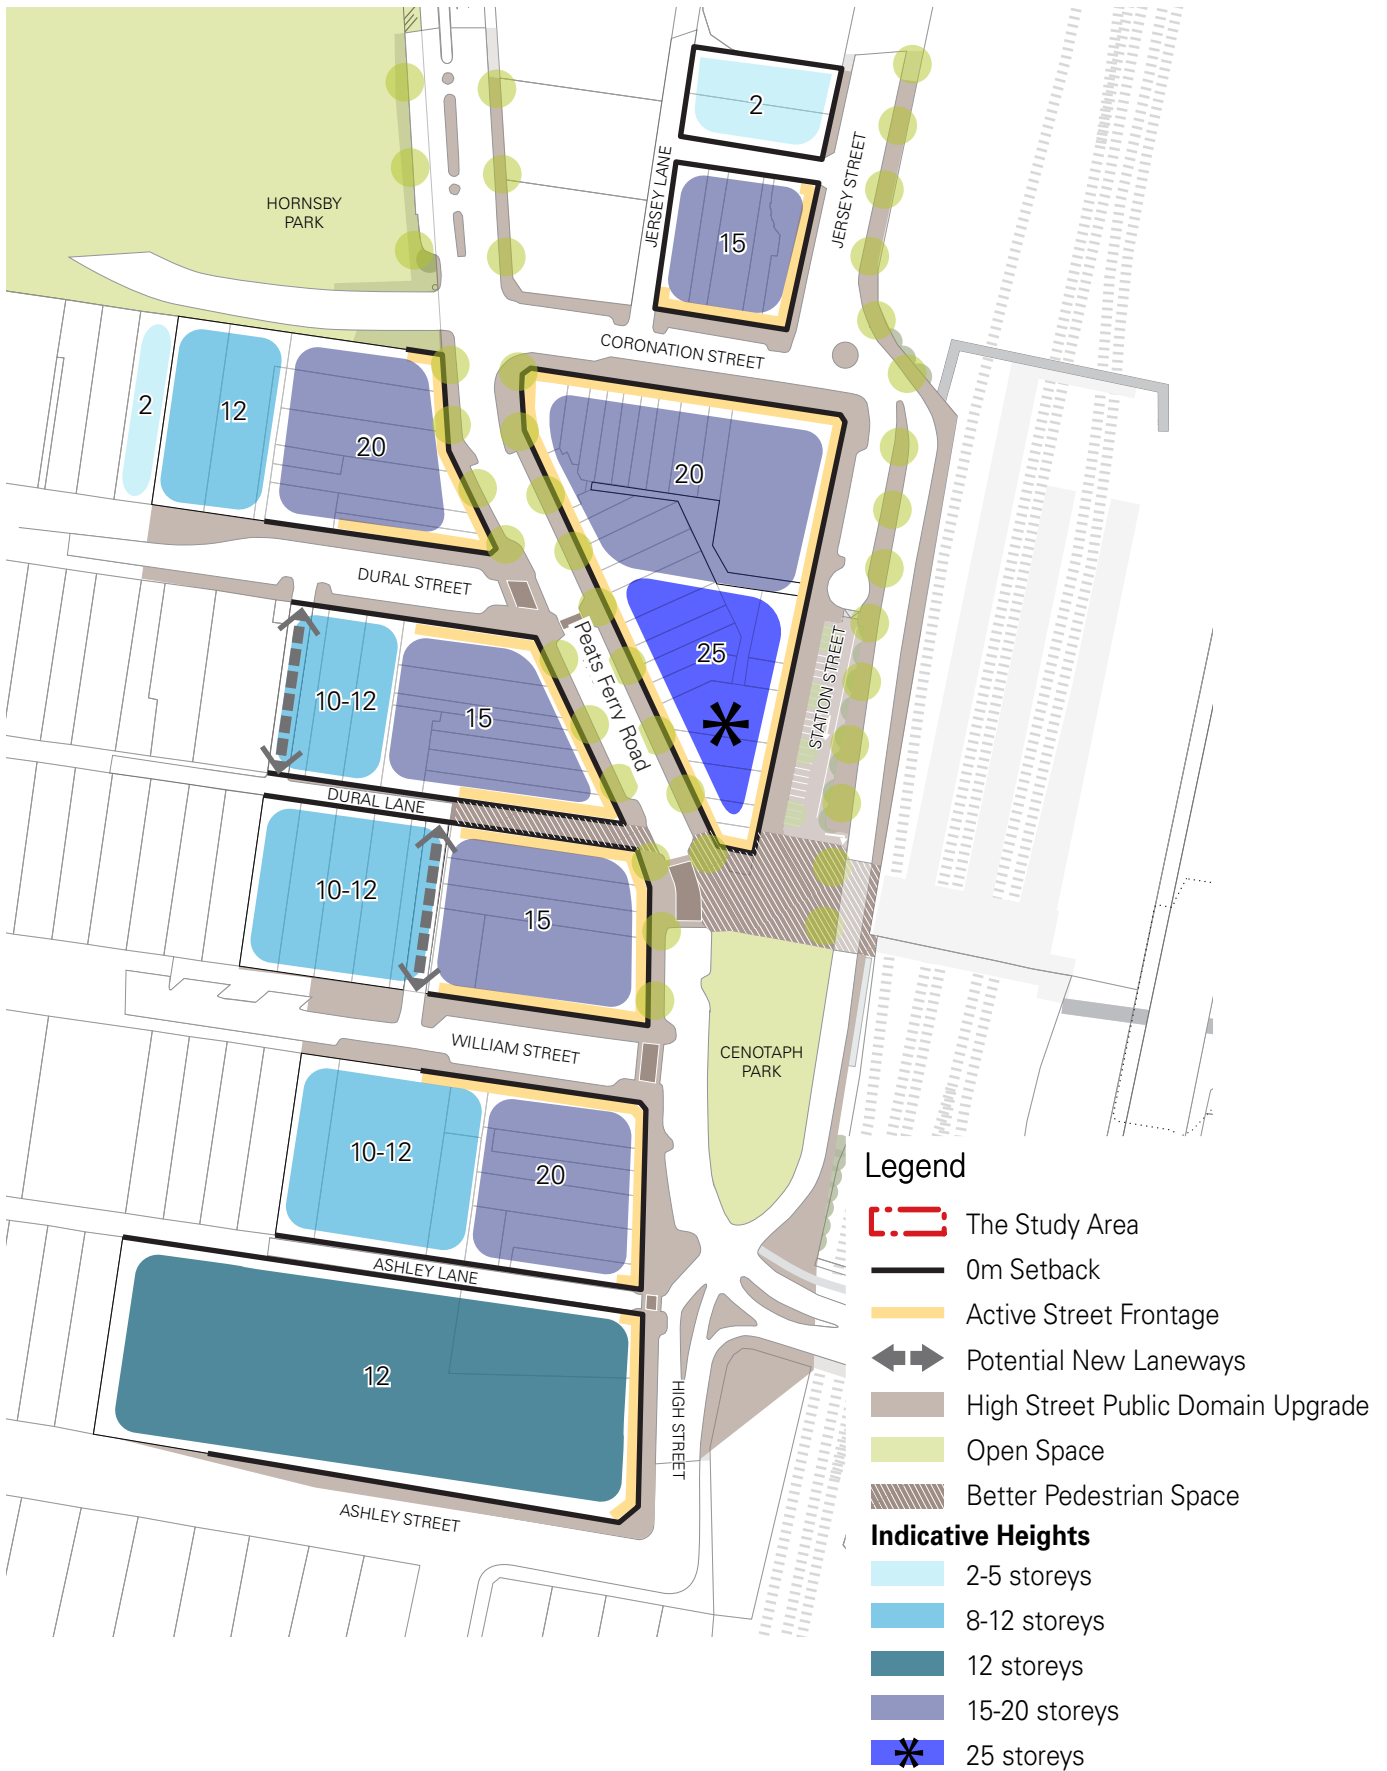 2
JERSEY LANE
JERSEY STREET
HORNSBY
PARK
15
CORONATION STREET
2
12
20
20
DURAL STREET
Peats Ferry Road
25
*
STATION STREET
10-12
15
DURAL LANE
10-12
15
WILLIAM STREET
CENOTAPH
PARK
10-12
20
ASHLEY LANE
12
HIGH STREET
ASHLEY STREET
Legend
The Study Area
0m Setback
Active Street Frontage
Potential New Laneways
High Street Public Domain Upgrade
Open Space
Better Pedestrian Space
Indicative Heights
2-5 storeys
8-12 storeys
12 storeys
15-20 storeys
* 25 storeys